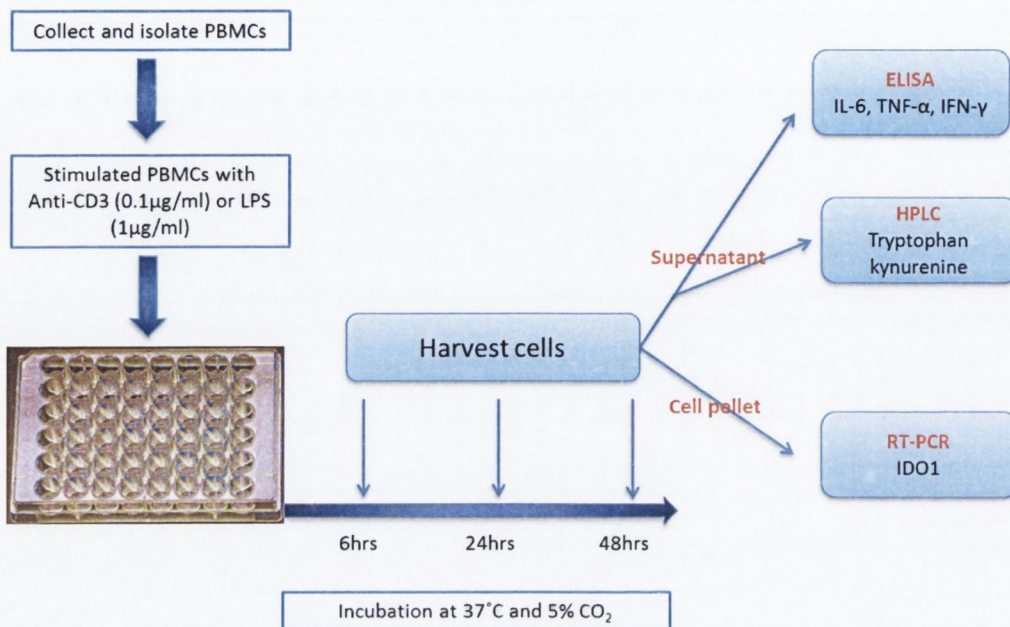 Collect and isolate PBMCs
Stimulated PBMCs with
Anti-CD3 (0.1µg/ml) or LPS
(1µg/ml)
Harvest cells
6hrs
24hrs
48hrs
Incubation at 37˚C and 5% CO₂
Supernatant
Cell pellet
ELISA
IL-6, TNF-α, IFN-γ
HPLC
Tryptophan
kynurenine
RT-PCR
IDO1